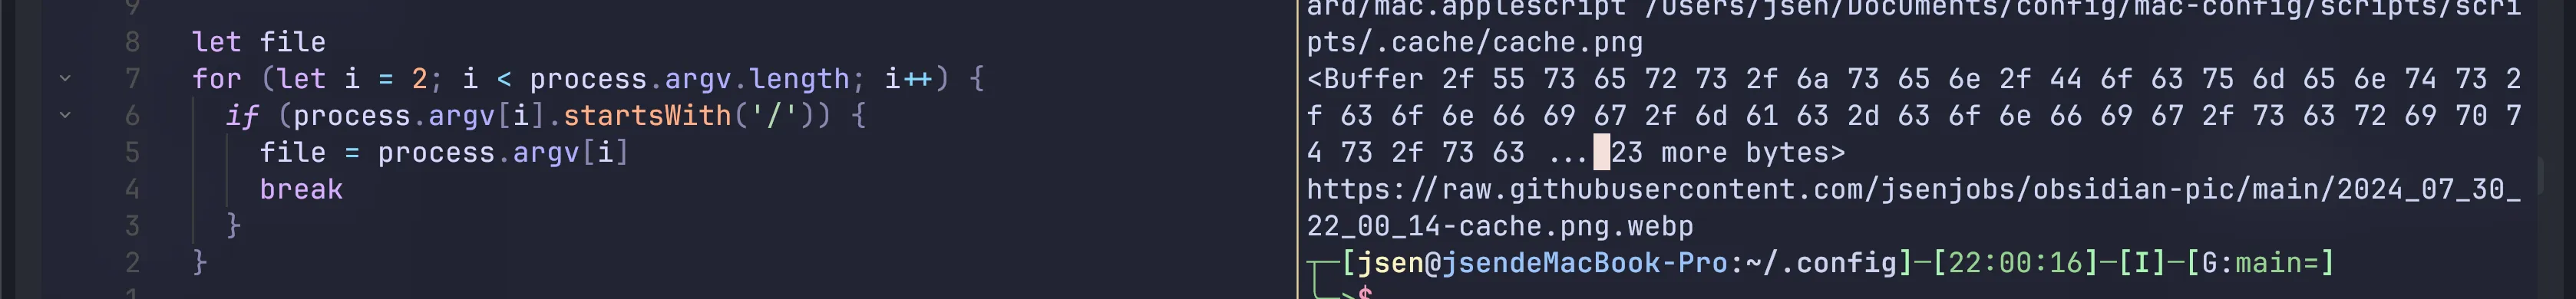 9
8 let file
7 for (let i = 2; i < process.argv.length; i++) {
6 if (process.argv[i].startsWith('/')) {
5 file = process.argv[i]
4 break
3 }
2 }
1
ard/mac.applescript /Users/jsen/Documents/config/mac-config/scripts/scri
pts/.cache/cache.png
<Buffer 2f 55 73 65 72 73 2f 6a 73 65 6e 2f 44 6f 63 75 6d 65 6e 74 73 2
f 63 6f 6e 66 69 67 2f 6d 61 63 2d 63 6f 6e 66 69 67 2f 73 63 72 69 70 7
4 73 2f 73 63 ... 23 more bytes>
https://raw.githubusercontent.com/jsenjobs/obsidian-pic/main/2024_07_30_
22_00_14-cache.png.webp
[jsen@jsendeMacBook-Pro:~/.config]─[22:00:16]─[I]─[G:main=]
>$